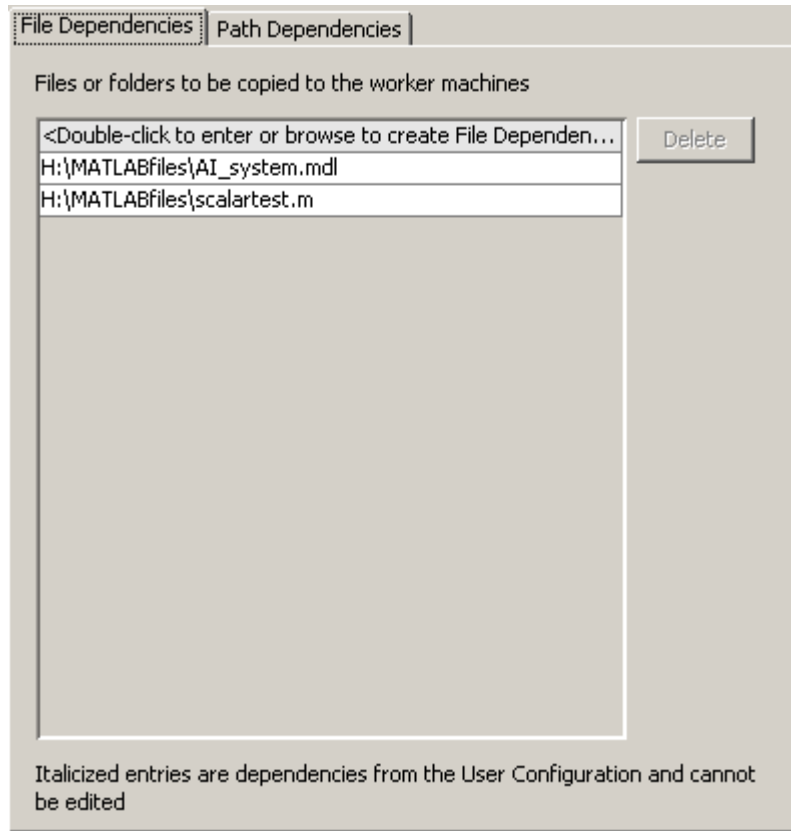 File Dependencies Path Dependencies
Files or folders to be copied to the worker machines
<Double-click to enter or browse to create File Dependen... Delete
H:\MATLABfiles\AI_system.mdl
H:\MATLABfiles\scalartest.m
Italicized entries are dependencies from the User Configuration and cannot
be edited